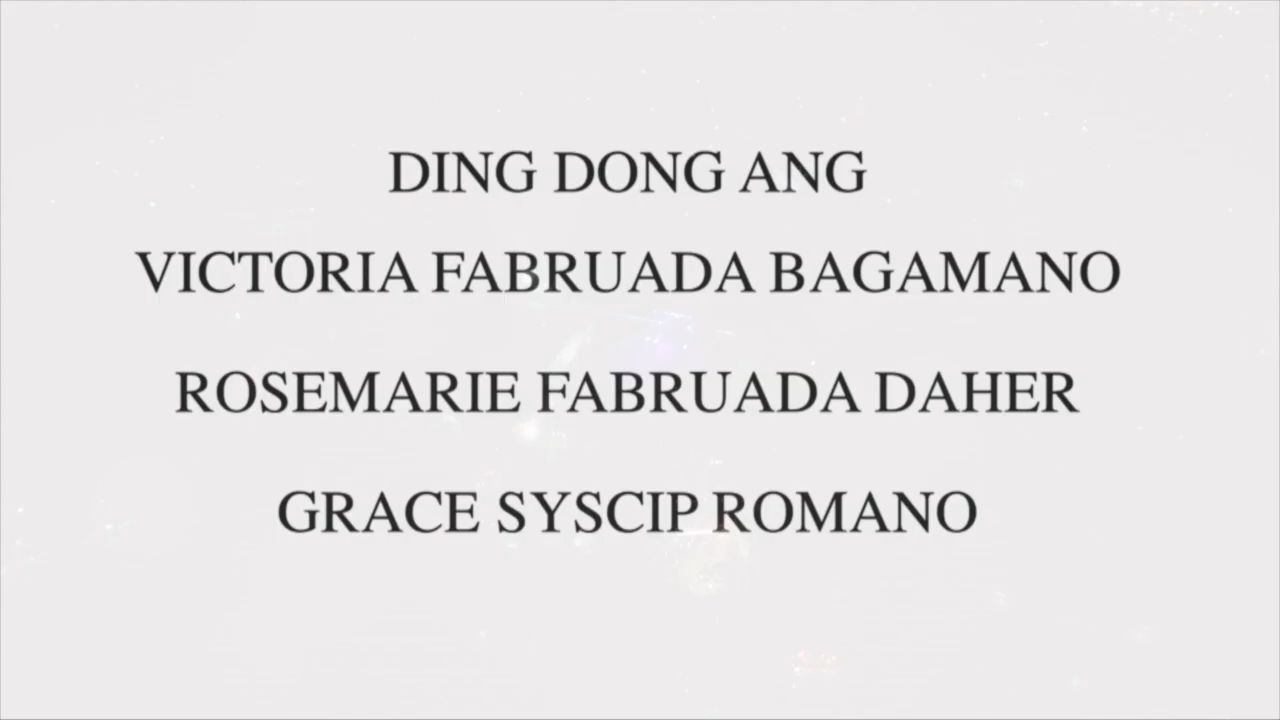 DING DONG ANG
VICTORIA FABRUADA BAGAMANO
ROSEMARIE FABRUADA DAHER
GRACE SYSCIP ROMANO